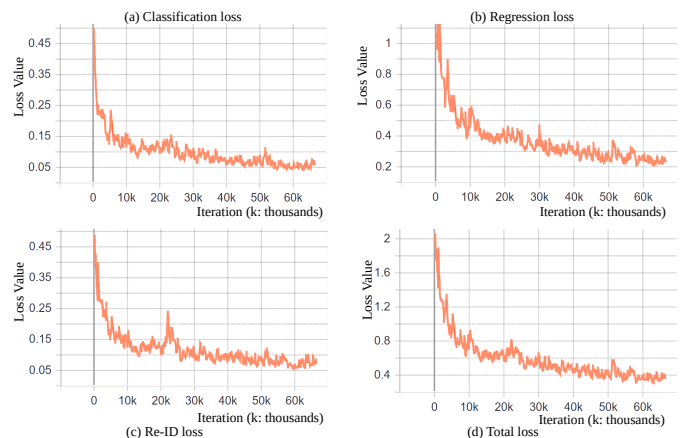 (a) Classification loss
(b) Regression loss
Loss Value
0.45
0.35
0.25
0.15
0.05
0 10k 20k 30k 40k 50k 60k
Iteration (k: thousands)
Loss Value
1
0.8
0.6
0.4
0.2
0 10k 20k 30k 40k 50k 60k
Iteration (k: thousands)
Loss Value
0.45
0.35
0.25
0.15
0.05
0 10k 20k 30k 40k 50k 60k
Iteration (k: thousands)
(c) Re-ID loss
Loss Value
2
1.6
1.2
0.8
0.4
0 10k 20k 30k 40k 50k 60k
Iteration (k: thousands)
(d) Total loss